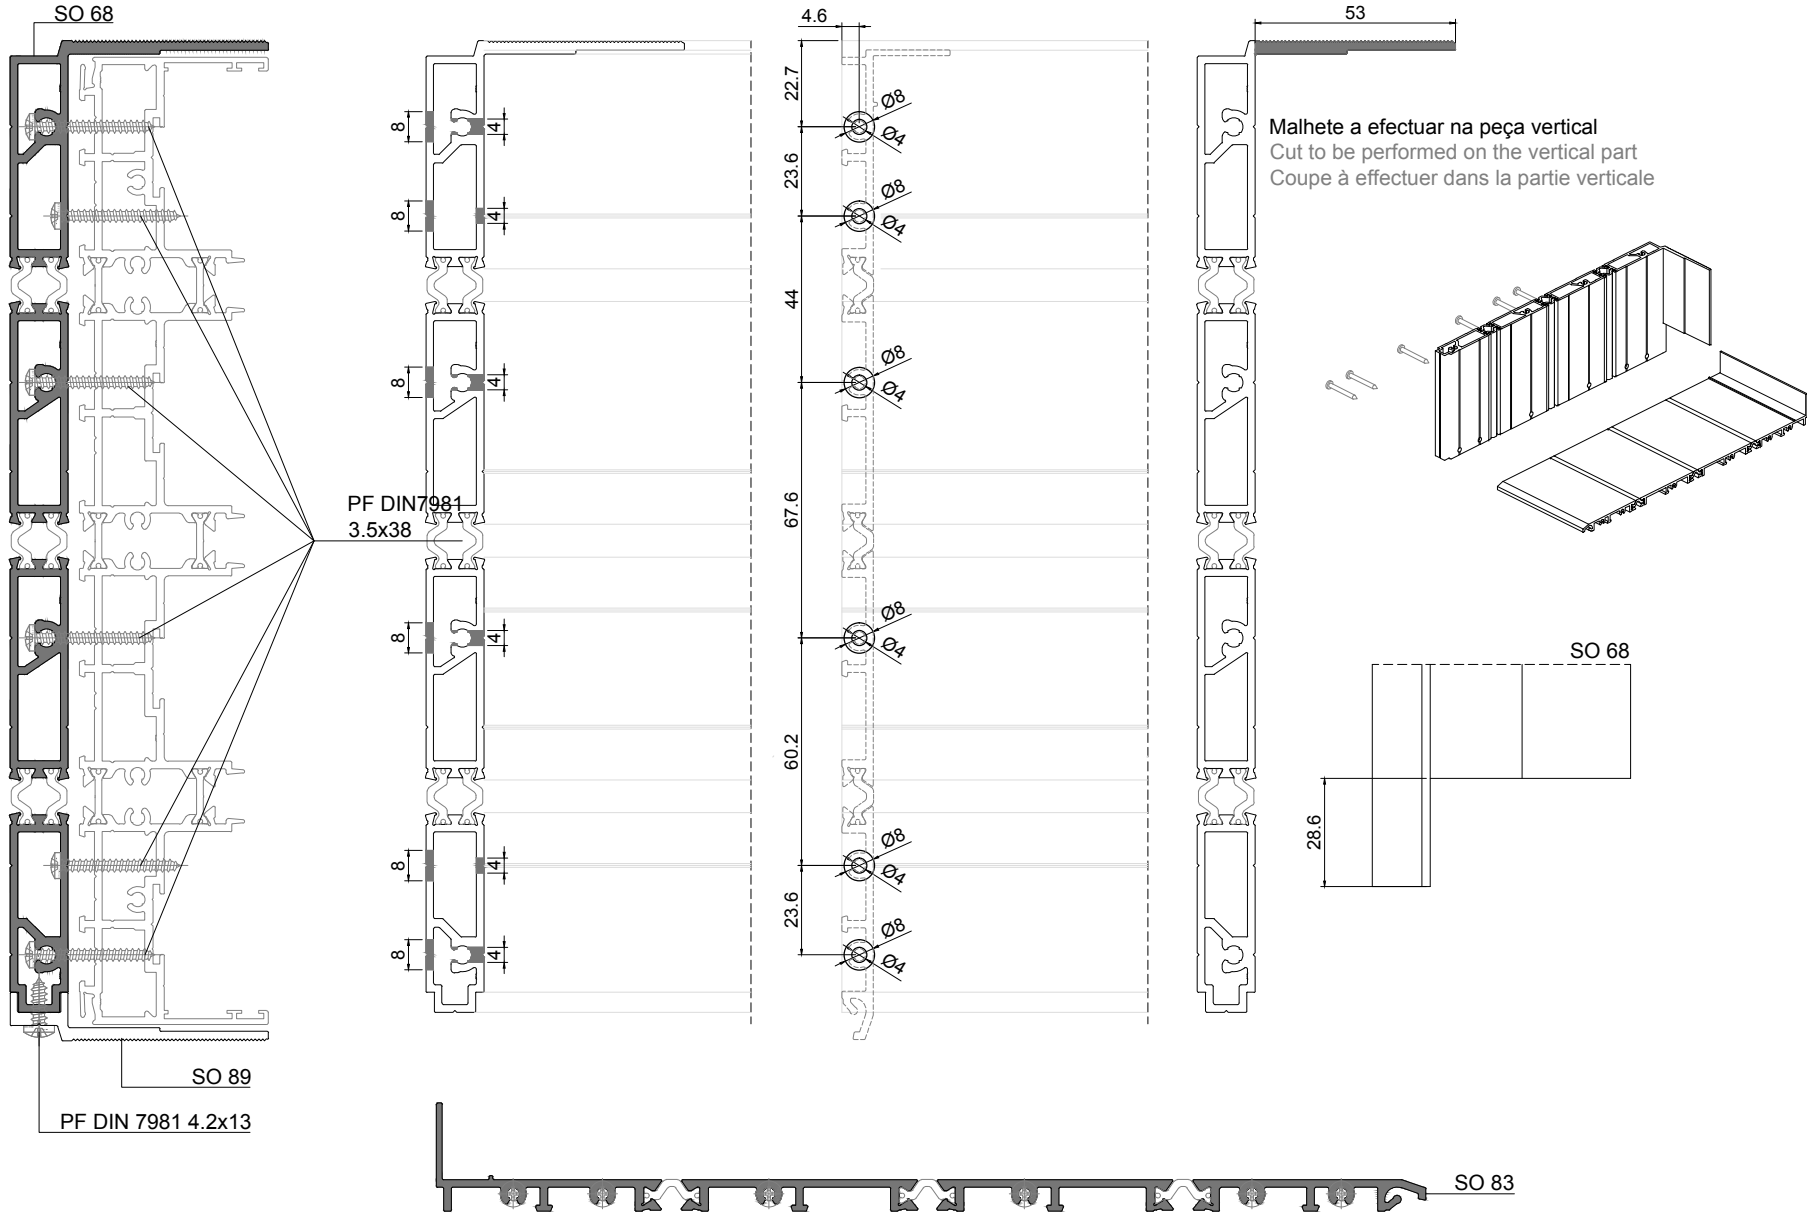 SO 68
4.6
53
22.7
Ø8
Ø4
8
4
Malhete a efectuar na peça vertical
Cut to be performed on the vertical part
Coupe à effectuer dans la partie verticale
23.6
8
4
Ø8
Ø4
44
8
4
Ø8
Ø4
PF DIN7981
3.5x38
67.6
8
4
Ø8
Ø4
SO 68
60.2
28.6
8
4
Ø8
Ø4
23.6
8
4
Ø8
Ø4
SO 89
PF DIN 7981 4.2x13
SO 83